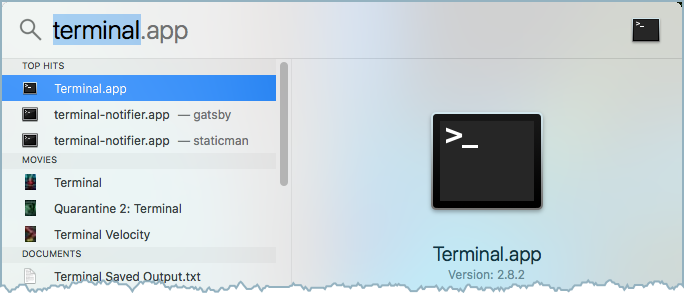 terminal.app
TOP HITS
Terminal.app
terminal-notifier.app — gatsby
terminal-notifier.app — staticman
MOVIES
Terminal
Quarantine 2: Terminal
Terminal Velocity
DOCUMENTS
Terminal Saved Output.txt
>_
Terminal.app
Version: 2.8.2